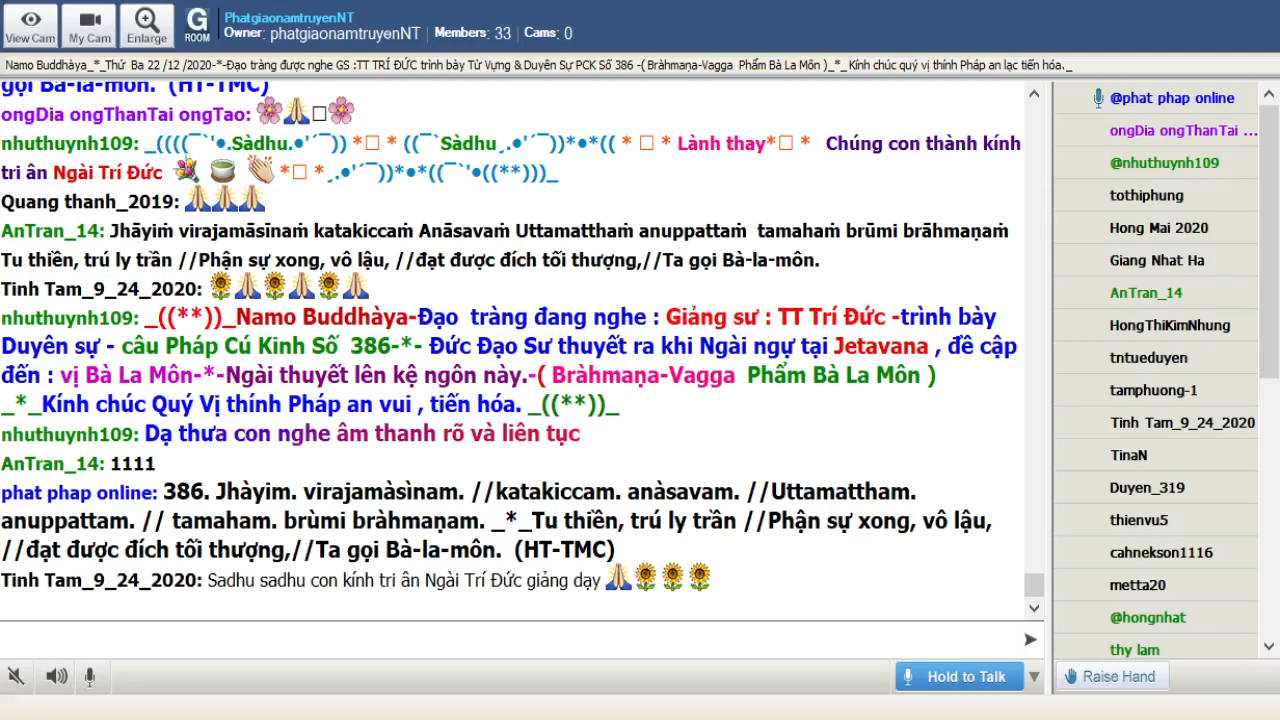 View Cam
My Cam
Enlarge
G
ROOM
PhatgiaonamtruyenNT
Owner: phatgiaonamtruyenNT | Members: 33 | Cams: 0
Namo Buddhàya_*_Thứ Ba 22 /12 /2020-*-Đạo tràng được nghe GS :TT TRÍ ĐỨC trình bày Từ Vựng & Duyên Sự PCK Số 386 -( Bràhmaṇa-Vagga Phẩm Bà La Môn )_*_ Kính chúc quý vị thính Pháp an lạc tiến hóa._
gọi Bà-la-môn. (HT-TMC)
ongDia ongThanTai ongTao: 🌸🙏□🌸
nhuthuynh109: _((((¯`'•.Sàdhu.•'´¯)) *□ * ((¯`Sàdhu¸.•'´¯))*•*(( * □ * Lành thay*□ * Chúng con thành kính
tri ân Ngài Trí Đức 💐 🍵 👏 *□ *¸.•'´¯))*•*((¯`'•((**)))_
Quang thanh_2019: 🙏🙏🙏
AnTran_14: Jhāyiṁ virajamāsīnaṁ katakiccaṁ Anāsavaṁ Uttamatthaṁ anuppattaṁ tamahaṁ brūmi brāhmaṇaṁ
Tu thiền, trú ly trần //Phận sự xong, vô lậu, //đạt được đích tối thượng,//Ta gọi Bà-la-môn.
Tinh Tam_9_24_2020: 🌻🙏🌻🙏🌻🙏
nhuthuynh109: _((**))_Namo Buddhàya-Đạo tràng đang nghe : Giảng sư : TT Trí Đức -trình bày
Duyên sự - câu Pháp Cú Kinh Số 386-*- Đức Đạo Sư thuyết ra khi Ngài ngự tại Jetavana , đề cập
đến : vị Bà La Môn-*-Ngài thuyết lên kệ ngôn này.-( Bràhmaṇa-Vagga Phẩm Bà La Môn )
_*_Kính chúc Quý Vị thính Pháp an vui , tiến hóa. _((**))_
nhuthuynh109: Dạ thưa con nghe âm thanh rõ và liên tục
AnTran_14: 1111
phat phap online: 386. Jhàyim. virajamàsìnam. //katakiccam. anàsavam. //Uttamattham.
anuppattam. // tamaham. brùmi bràhmaṇam. _*_Tu thiền, trú ly trần //Phận sự xong, vô lậu,
//đạt được đích tối thượng,//Ta gọi Bà-la-môn. (HT-TMC)
Tinh Tam_9_24_2020: Sadhu sadhu con kính tri ân Ngài Trí Đức giảng dạy 🙏🌻🌻🌻
Hold to Talk
@phat phap online
ongDia ongThanTai ...
@nhuthuynh109
tothiphung
Hong Mai 2020
Giang Nhat Ha
AnTran_14
HongThiKimNhung
tntueduyen
tamphuong-1
Tinh Tam_9_24_2020
TinaN
Duyen_319
thienvu5
cahnekson1116
metta20
@hongnhat
thy lam
Raise Hand